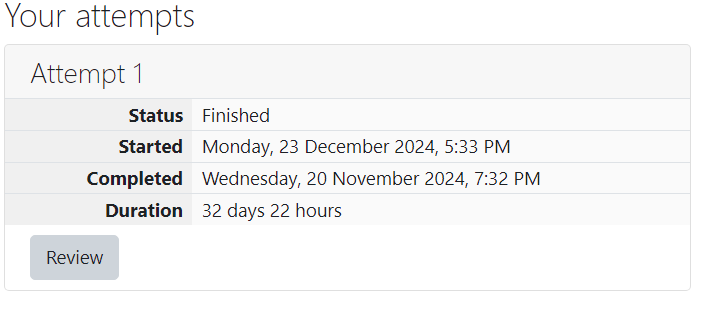 Your attempts
Attempt 1
Status Finished
Started Monday, 23 December 2024, 5:33 PM
Completed Wednesday, 20 November 2024, 7:32 PM
Duration 32 days 22 hours
Review